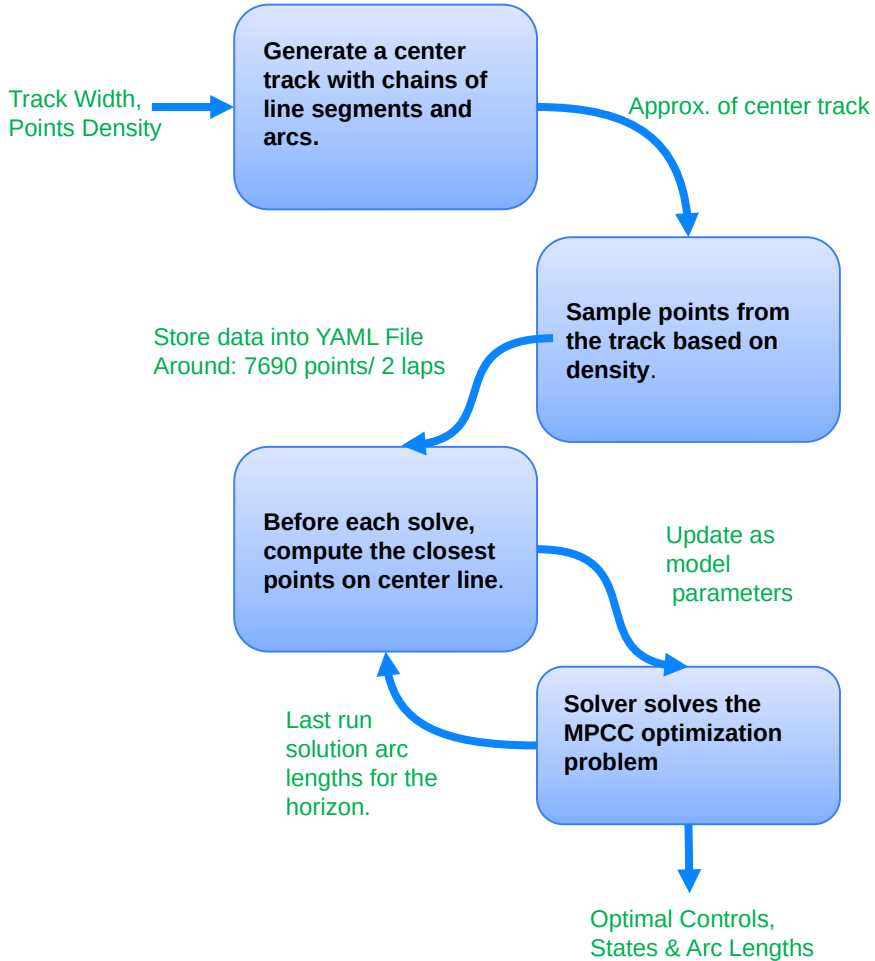 Generate a center
track with chains of
line segments and
arcs.
Track Width,
Points Density
Approx. of center track
Sample points from
the track based on
density.
Store data into YAML File
Around: 7690 points/ 2 laps
Before each solve,
compute the closest
points on center line.
Update as
model
parameters
Solver solves the
MPCC optimization
problem
Last run
solution arc
lengths for the
horizon.
Optimal Controls,
States & Arc Lengths